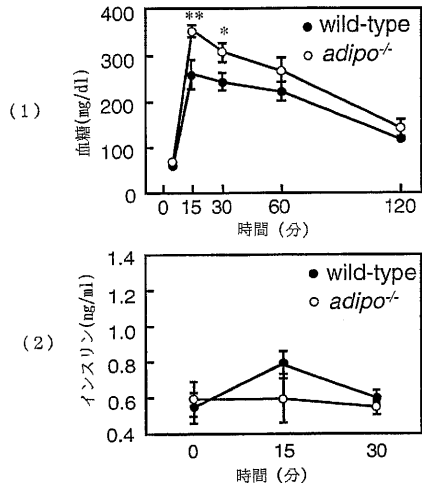 (1)
血糖(mg/dl)
400
300
200
100
0
** *
wild-type
adipo-/-
0 15 30 60 120
時間 (分)
(2)
インスリン(ng/ml)
1.4
1.2
1.0
0.8
0.6
0.4
wild-type
adipo-/-
0 15 30
時間 (分)